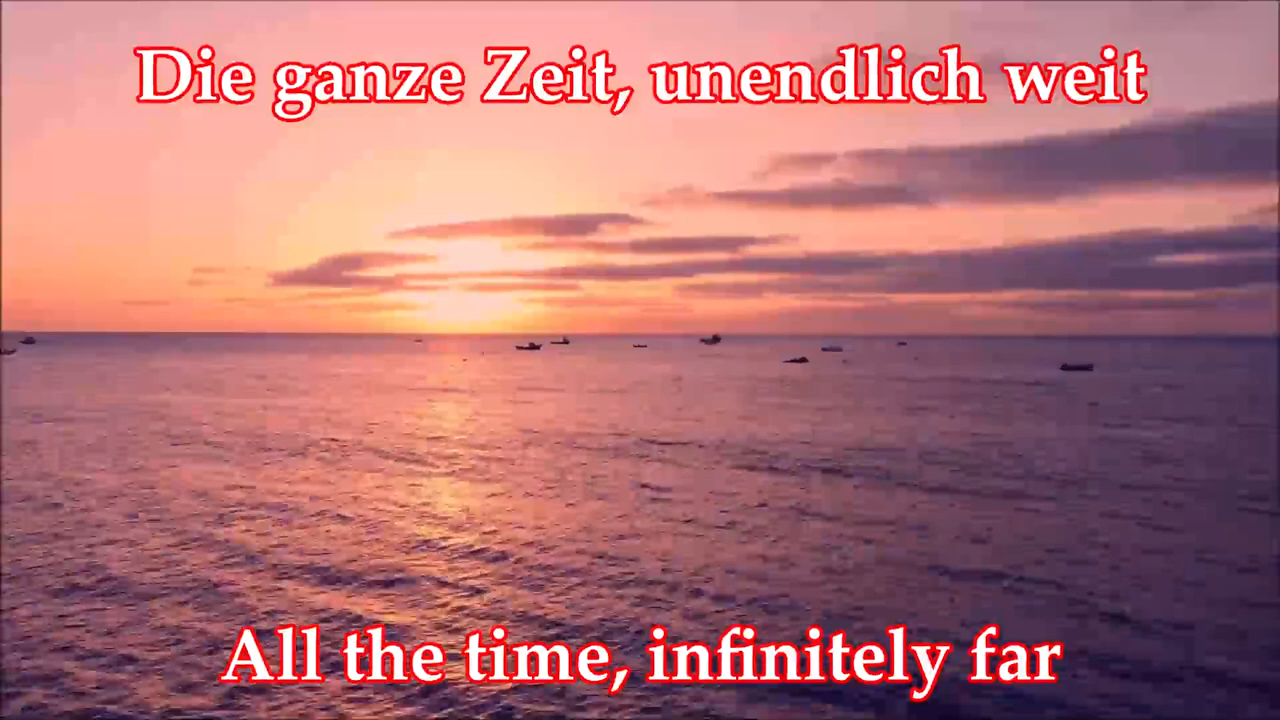 Die ganze Zeit, unendlich weit
All the time, infinitely far